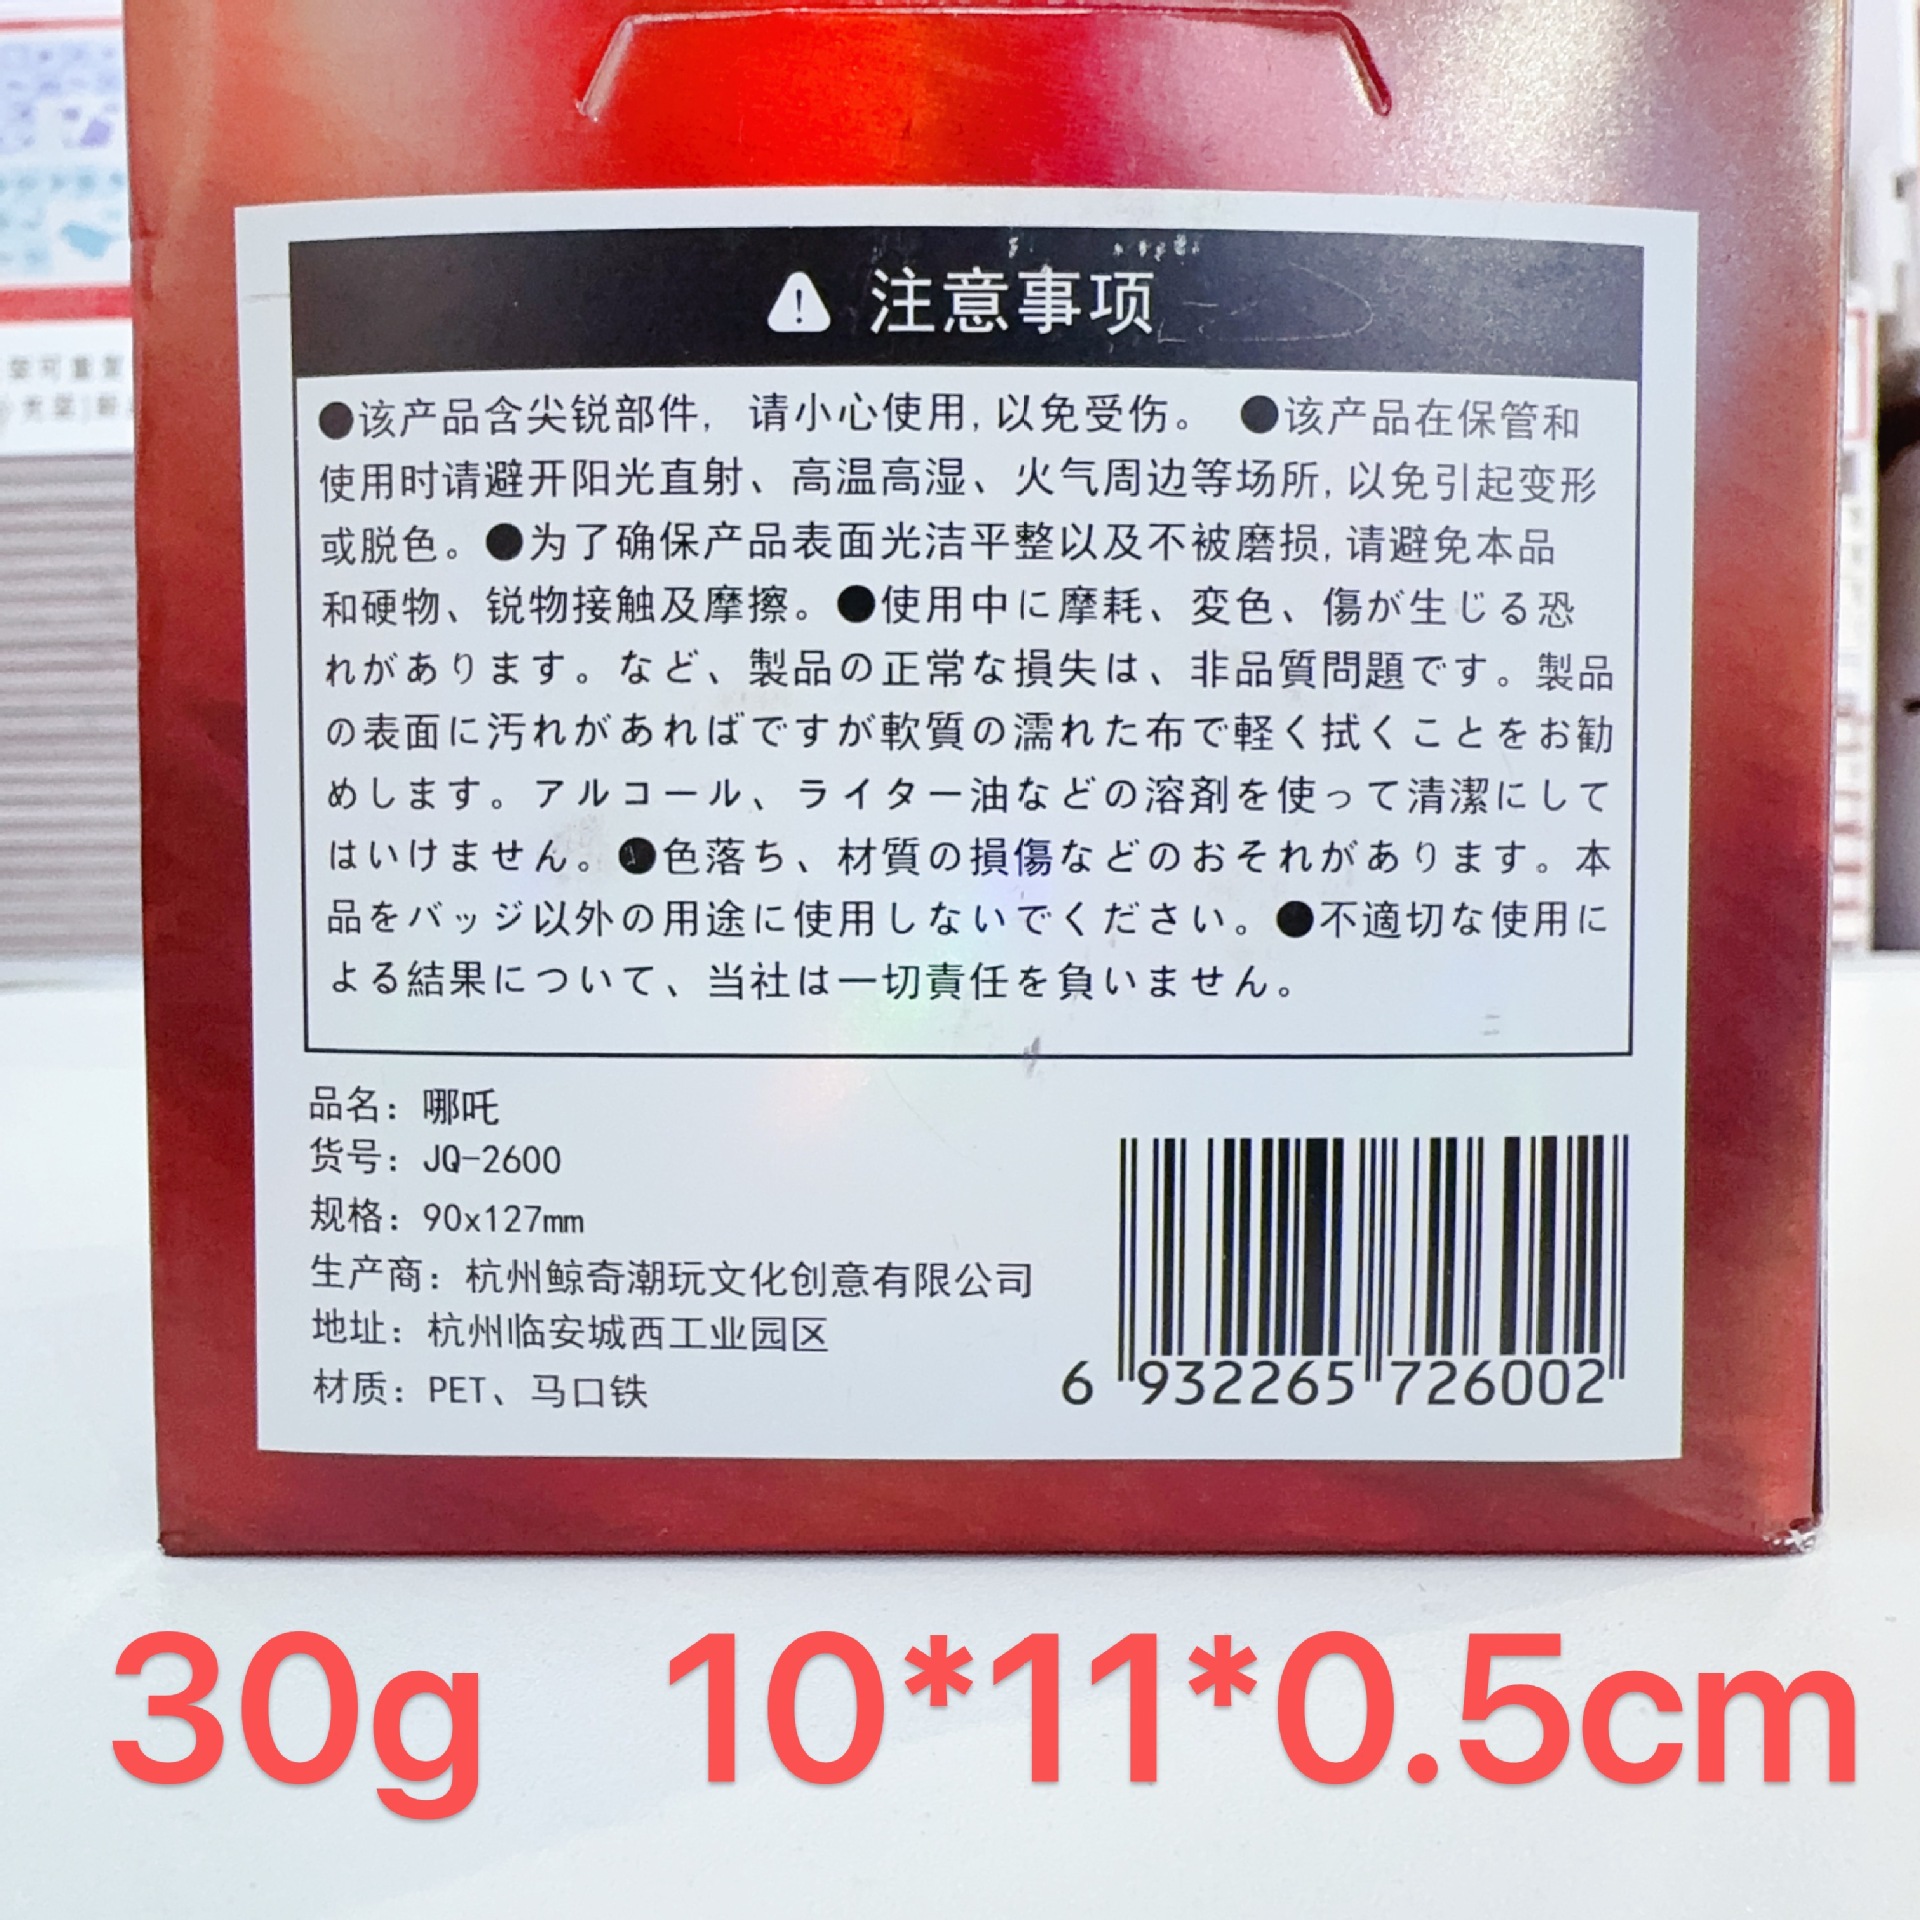 注意事项
●该产品含尖锐部件, 请小心使用,以免受伤。 ●该产品在保管和
使用时请避开阳光直射、高温高湿、火气周边等场所,以免引起变形
或脱色。●为了确保产品表面光洁平整以及不被磨损,请避免本品
和硬物、锐物接触及摩擦。●使用中に摩耗、変色、傷が生じる恐
れがあります。など、製品の正常な損失は、非品質問題です。製品
の表面に汚れがあればですが軟質の濡れた布で軽く拭くことをお勧
めします。アルコール、ライター油などの溶剤を使って清潔にして
はいけません。●色落ち、材質の損傷などのおそれがあります。本
品をバッジ以外の用途に使用しないでください。●不適切な使用に
よる結果について、当社は一切責任を負いません。
品名：哪吒
货号：JQ-2600
规格：90x127mm
生产商：杭州鲸奇潮玩文化创意有限公司
地址：杭州临安城西工业园区
材质：PET、马口铁
6 932265 726002
30g 10*11*0.5cm